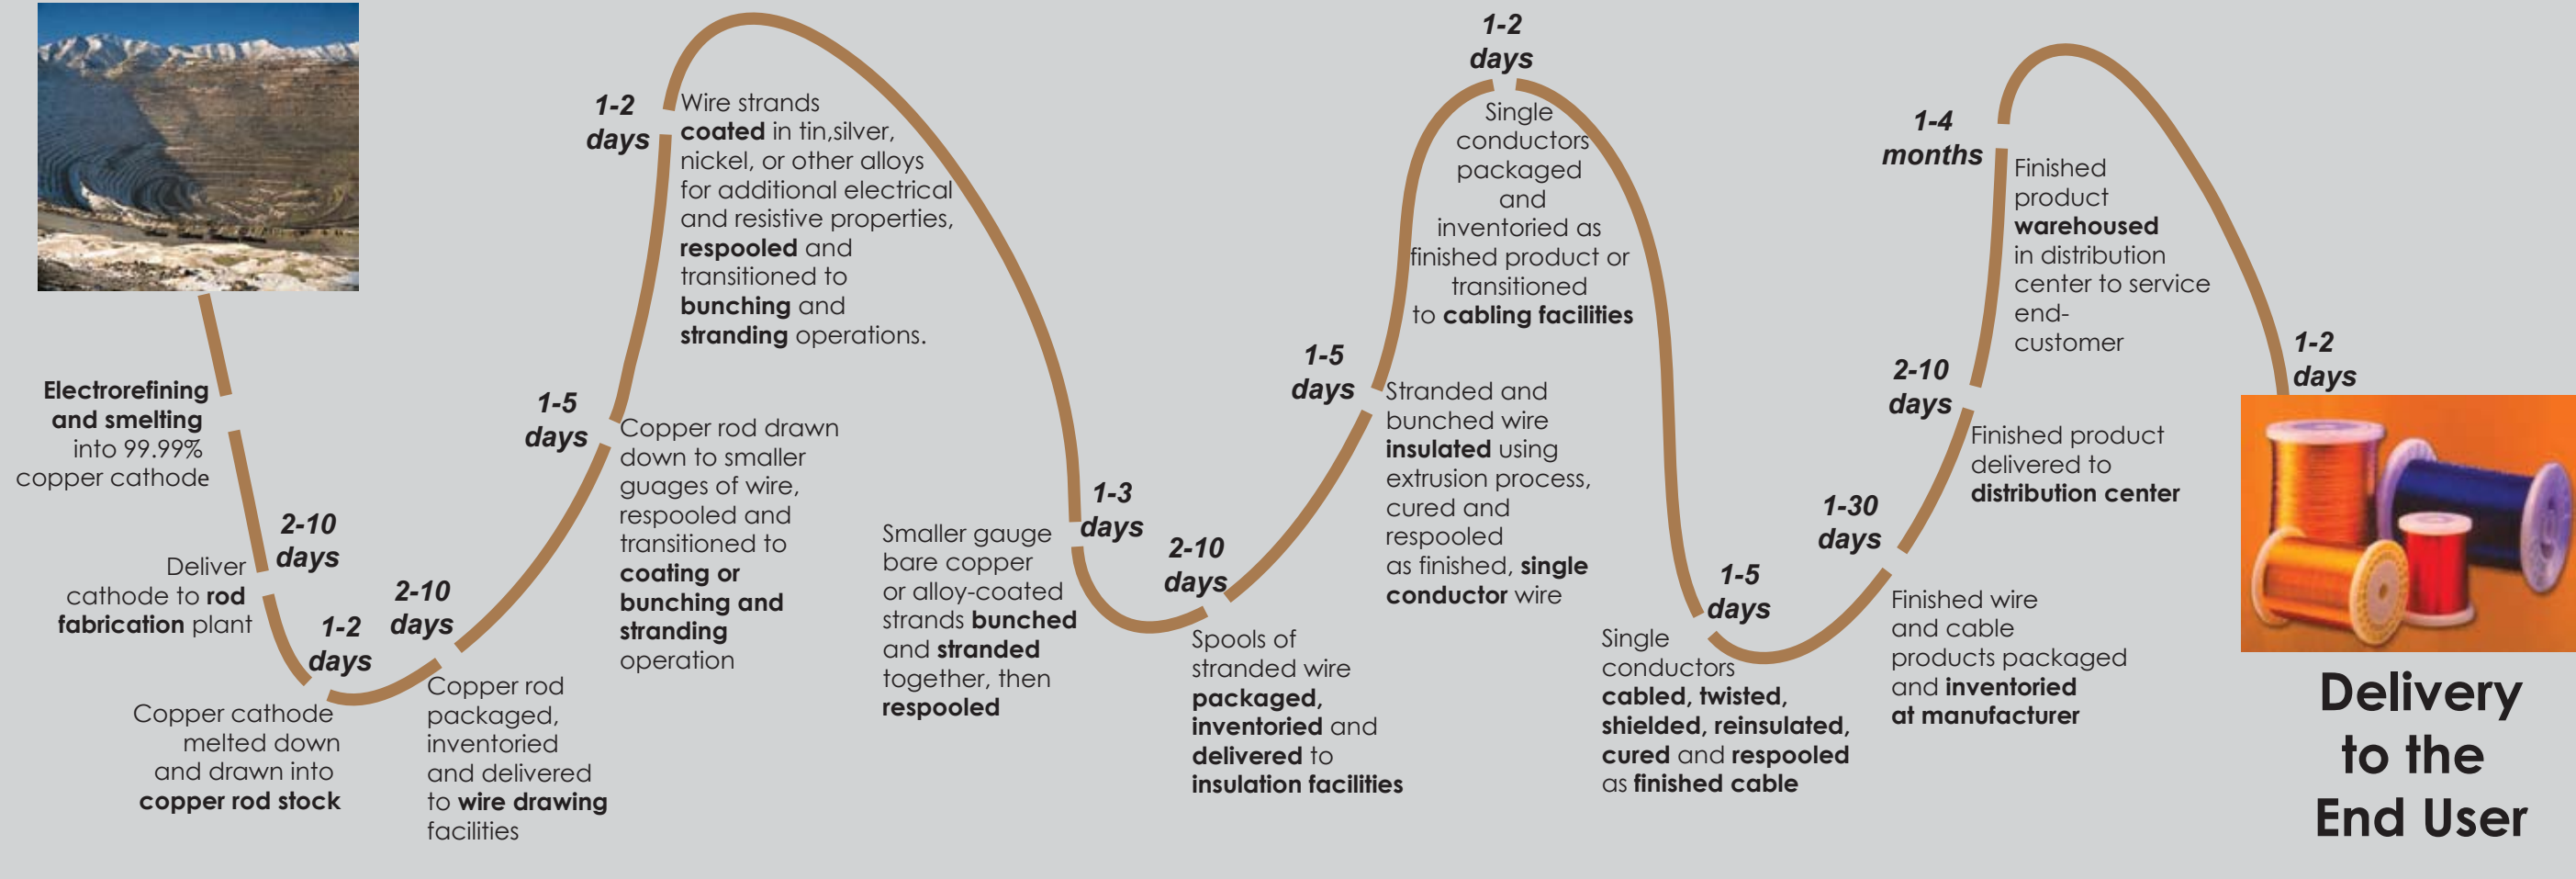 Electrorefining
and smelting
into 99.99%
copper cathode
2-10
days
Deliver
cathode to rod
fabrication plant
1-2
days
Copper cathode
melted down
and drawn into
copper rod stock
2-10
days
Copper rod
packaged,
inventoried
and delivered
to wire drawing
facilities
1-5
days
Copper rod drawn
down to smaller
guages of wire,
respooled and
transitioned to
coating or
bunching and
stranding
operation
1-2
days
Wire strands
coated in tin,silver,
nickel, or other alloys
for additional electrical
and resistive properties,
respooled and
transitioned to
bunching and
stranding operations.
1-3
days
Smaller gauge
bare copper
or alloy-coated
strands bunched
and stranded
together, then
respooled
2-10
days
Spools of
stranded wire
packaged,
inventoried and
delivered to
insulation facilities
1-5
days
Stranded and
bunched wire
insulated using
extrusion process,
cured and
respooled
as finished, single
conductor wire
1-2
days
Single
conductors
packaged
and
inventoried as
finished product or
transitioned
to cabling facilities
1-5
days
Single
conductors
cabled, twisted,
shielded, reinsulated,
cured and respooled
as finished cable
1-30
days
Finished wire
and cable
products packaged
and inventoried
at manufacturer
2-10
days
Finished product
delivered to
distribution center
1-4
months
Finished
product
warehoused
in distribution
center to service
end-
customer
1-2
days
Delivery
to the
End User